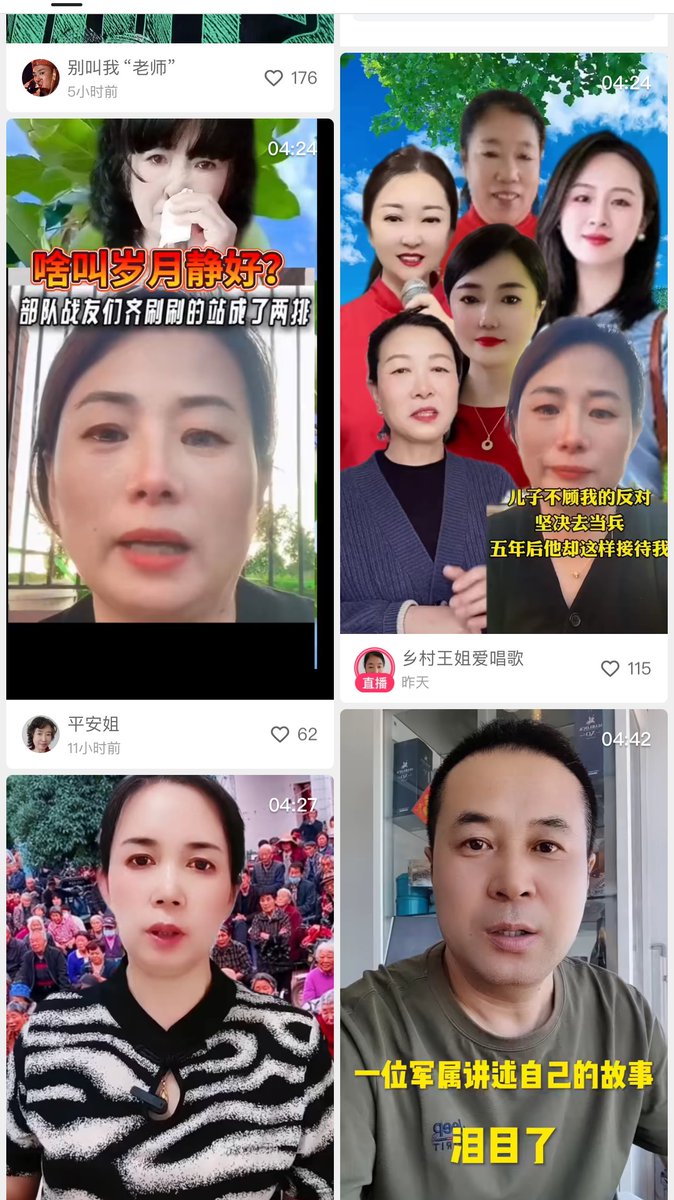 别叫我“老师”
5小时前
176
04:24
啥叫岁月静好?
部队战友们齐刷刷的站成了两排
平安姐
11小时前
62
04:27
04:24
儿子不顾我的反对
坚决去当兵
五年后他却这样接待我
直播
乡村王姐爱唱歌
昨天
115
04:42
一位军属讲述自己的故事
Jeep
泪目了